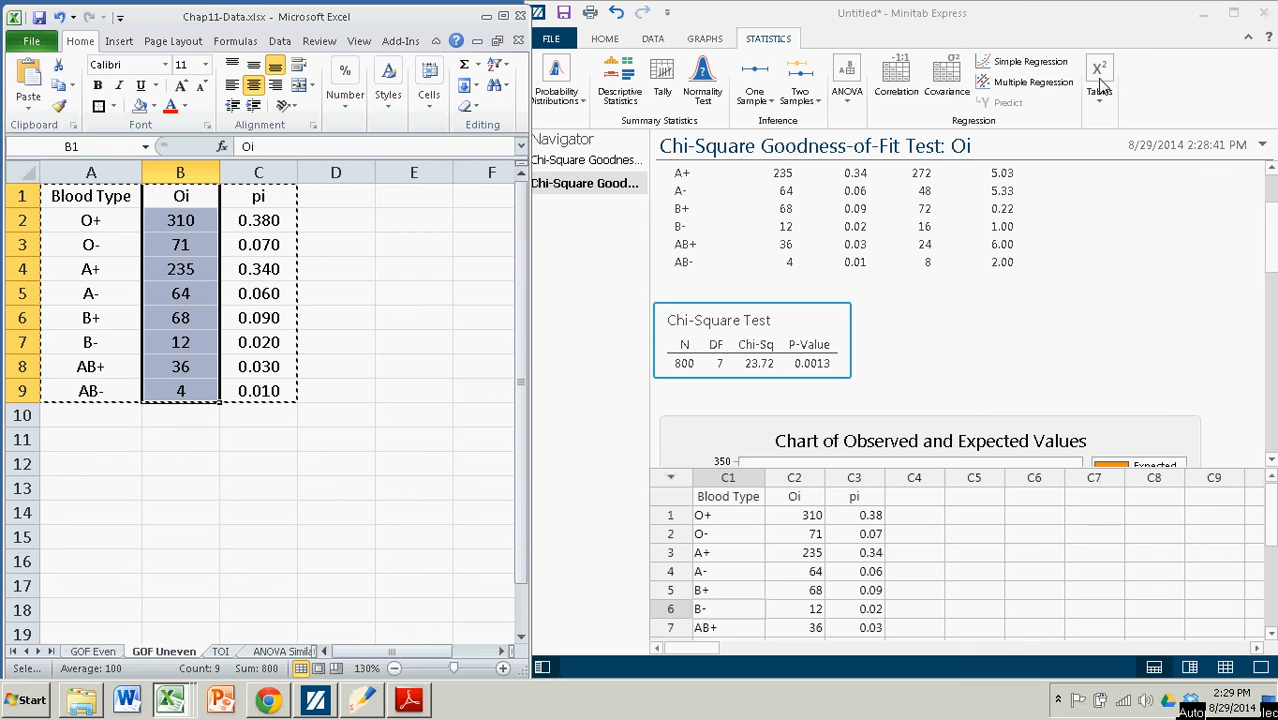 Chap11-Data.xlsx - Microsoft Excel
File Home Insert Page Layout Formulas Data Review View Add-Ins
Calibri 11
Paste
B I U A A
A
Σ
% Number
A Styles
Cells
Clipboard Font Alignment Editing
B1 fx Oi
A B C D E F
1 Blood Type Oi pi
2 O+ 310 0.380
3 O- 71 0.070
4 A+ 235 0.340
5 A- 64 0.060
6 B+ 68 0.090
7 B- 12 0.020
8 AB+ 36 0.030
9 AB- 4 0.010
10
11
12
13
14
15
16
17
18
19
GOF Even GOF Uneven TOI ANOVA Simila
Selec... Average: 100 Count: 9 Sum: 800 130%
Untitled* - Minitab Express
FILE HOME DATA GRAPHS STATISTICS
Probability Distributions
Descriptive Statistics
Tally
Normality Test
One Sample
Two Samples
ANOVA
Correlation
Covariance
Simple Regression
Multiple Regression
Predict
X² Tables
Summary Statistics Inference Regression
Navigator
Chi-Square Goodnes...
Chi-Square Good...
Chi-Square Goodness-of-Fit Test: Oi
8/29/2014 2:28:41 PM
A+ 235 0.34 272 5.03
A- 64 0.06 48 5.33
B+ 68 0.09 72 0.22
B- 12 0.02 16 1.00
AB+ 36 0.03 24 6.00
AB- 4 0.01 8 2.00
Chi-Square Test
N DF Chi-Sq P-Value
800 7 23.72 0.0013
Chart of Observed and Expected Values
350
Expected
C1 C2 C3 C4 C5 C6 C7 C8 C9
Blood Type Oi pi
1 O+ 310 0.38
2 O- 71 0.07
3 A+ 235 0.34
4 A- 64 0.06
5 B+ 68 0.09
6 B- 12 0.02
7 AB+ 36 0.03
Start
2:29 PM
8/29/2014